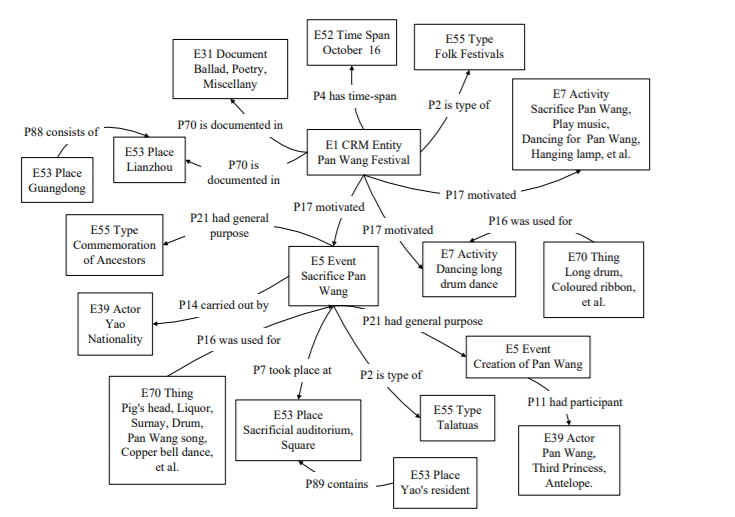 E52 Time Span
October 16
E55 Type
Folk Festivals
E31 Document
Ballad, Poetry,
Miscellany
P4 has time-span
P2 is type of
E7 Activity
Sacrifice Pan Wang,
Play music,
Dancing for Pan Wang,
Hanging lamp, et al.
P70 is documented in
P88 consists of
E53 Place
Lianzhou
E1 CRM Entity
Pan Wang Festival
E53 Place
Guangdong
P70 is
documented in
P17 motivated
P17 motivated
P17 motivated
P21 had general
purpose
P16 was used for
E55 Type
Commemoration
of Ancestors
E5 Event
Sacrifice Pan
Wang
E7 Activity
Dancing long
drum dance
E70 Thing
Long drum,
Coloured ribbon,
et al.
E39 Actor
Yao
Nationality
P14 carried out by
P16 was used for
P21 had general purpose
E5 Event
Creation of Pan Wang
P7 took place at
P2 is type of
P11 had participant
E70 Thing
Pig's head, Liquor,
Surnay, Drum,
Pan Wang song,
Copper bell dance,
et al.
E53 Place
Sacrificial auditorium,
Square
E55 Type
Talatuas
E39 Actor
Pan Wang,
Third Princess,
Antelope.
P89 contains
E53 Place
Yao's resident